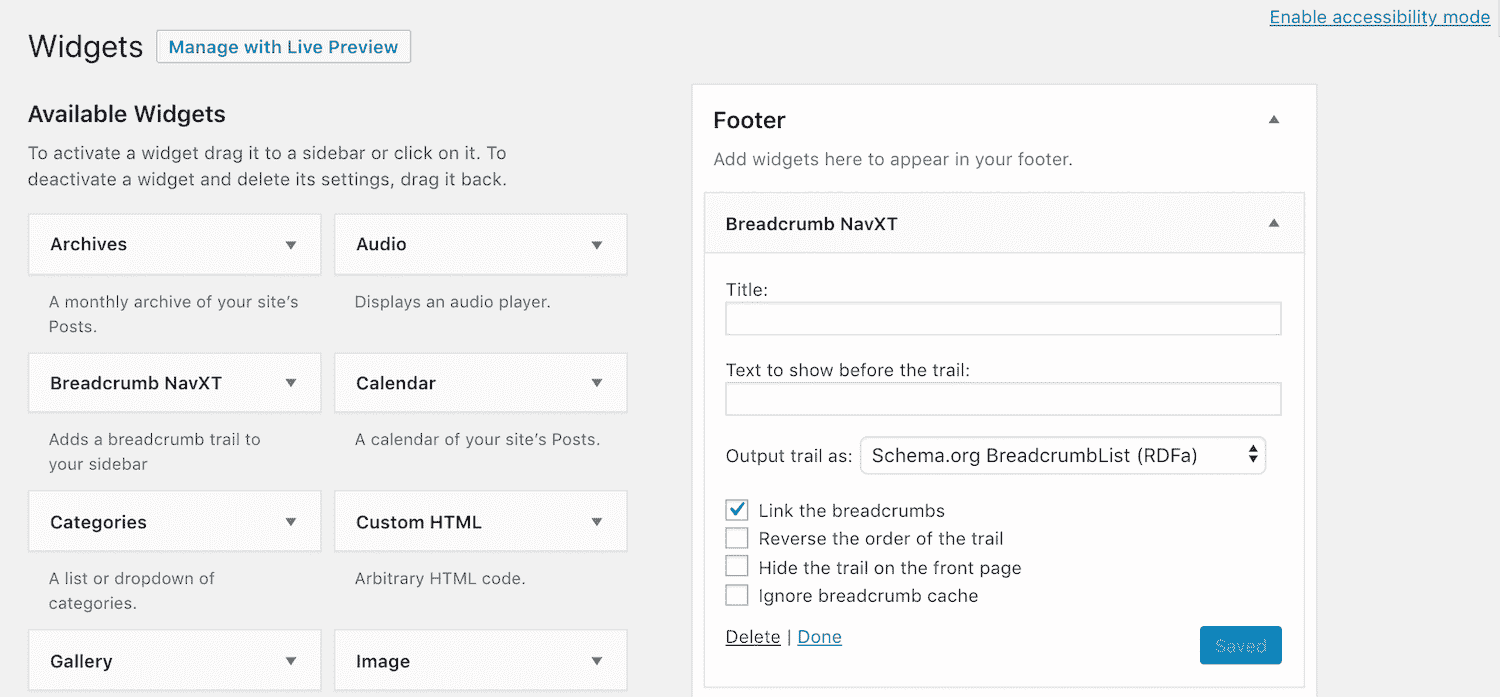 Enable accessibility mode
Widgets
Manage with Live Preview
Available Widgets
To activate a widget drag it to a sidebar or click on it. To
deactivate a widget and delete its settings, drag it back.
Archives
Audio
A monthly archive of your site’s
Posts.
Displays an audio player.
Breadcrumb NavXT
Calendar
Adds a breadcrumb trail to
your sidebar
A calendar of your site’s Posts.
Categories
Custom HTML
A list or dropdown of
categories.
Arbitrary HTML code.
Gallery
Image
Footer
Add widgets here to appear in your footer.
Breadcrumb NavXT
Title:
Text to show before the trail:
Output trail as: Schema.org BreadcrumbList (RDFa)
Link the breadcrumbs
Reverse the order of the trail
Hide the trail on the front page
Ignore breadcrumb cache
Delete | Done
Saved